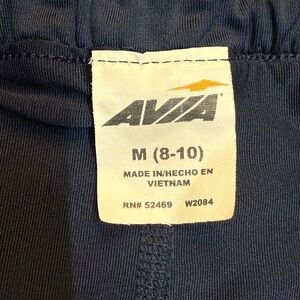 AVIA
M (8-10)
MADE IN/HECHO EN
VIETNAM
RN# 52469 W2084